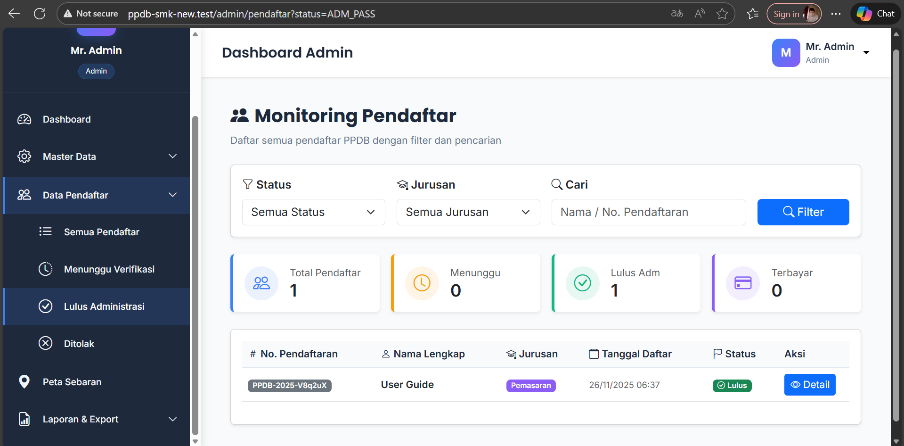 Not secure ppdb-smk-new.test/admin/pendaftar?status=ADM_PASS Sign in Chat
Mr. Admin
Admin
Dashboard
Master Data
Data Pendaftar
Semua Pendaftar
Menunggu Verifikasi
Lulus Administrasi
Ditolak
Peta Sebaran
Laporan & Export
Dashboard Admin
M Mr. Admin
Admin
Monitoring Pendaftar
Daftar semua pendaftar PPDB dengan filter dan pencarian
Status Jurusan Cari
Semua Status Semua Jurusan Nama / No. Pendaftaran Filter
Total Pendaftar Menunggu Lulus Adm Terbayar
1 0 1 0
# No. Pendaftaran Nama Lengkap Jurusan Tanggal Daftar Status Aksi
PPDB-2025-V8q2uX User Guide Pemasaran 26/11/2025 06:37 Lulus Detail